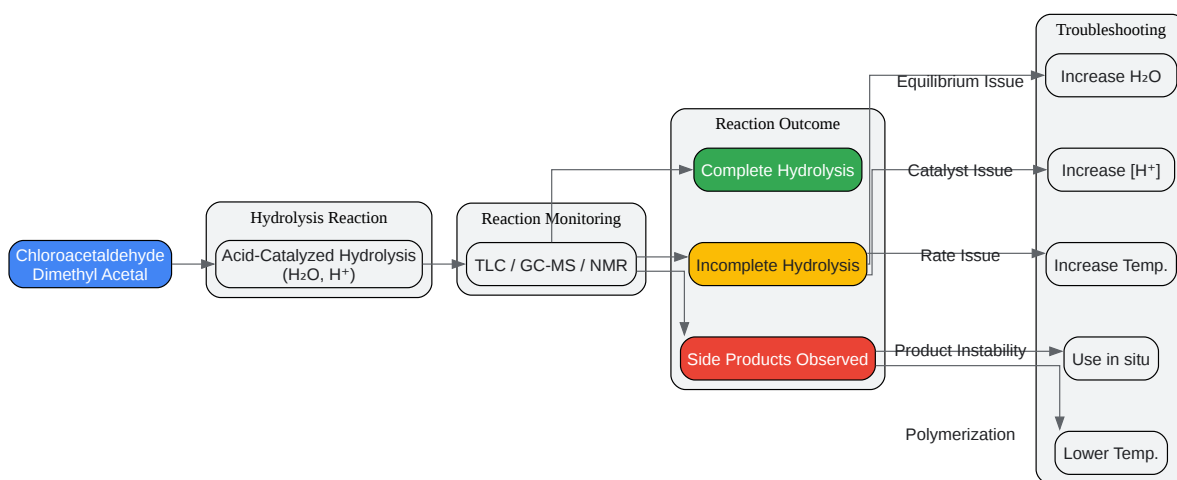 Chloroacetaldehyde
Dimethyl Acetal
Hydrolysis Reaction
Acid-Catalyzed Hydrolysis
(H₂O, H⁺)
Reaction Monitoring
TLC / GC-MS / NMR
Reaction Outcome
Complete Hydrolysis
Incomplete Hydrolysis
Side Products Observed
Equilibrium Issue
Catalyst Issue
Rate Issue
Product Instability
Polymerization
Troubleshooting
Increase H₂O
Increase [H⁺]
Increase Temp.
Use in situ
Lower Temp.